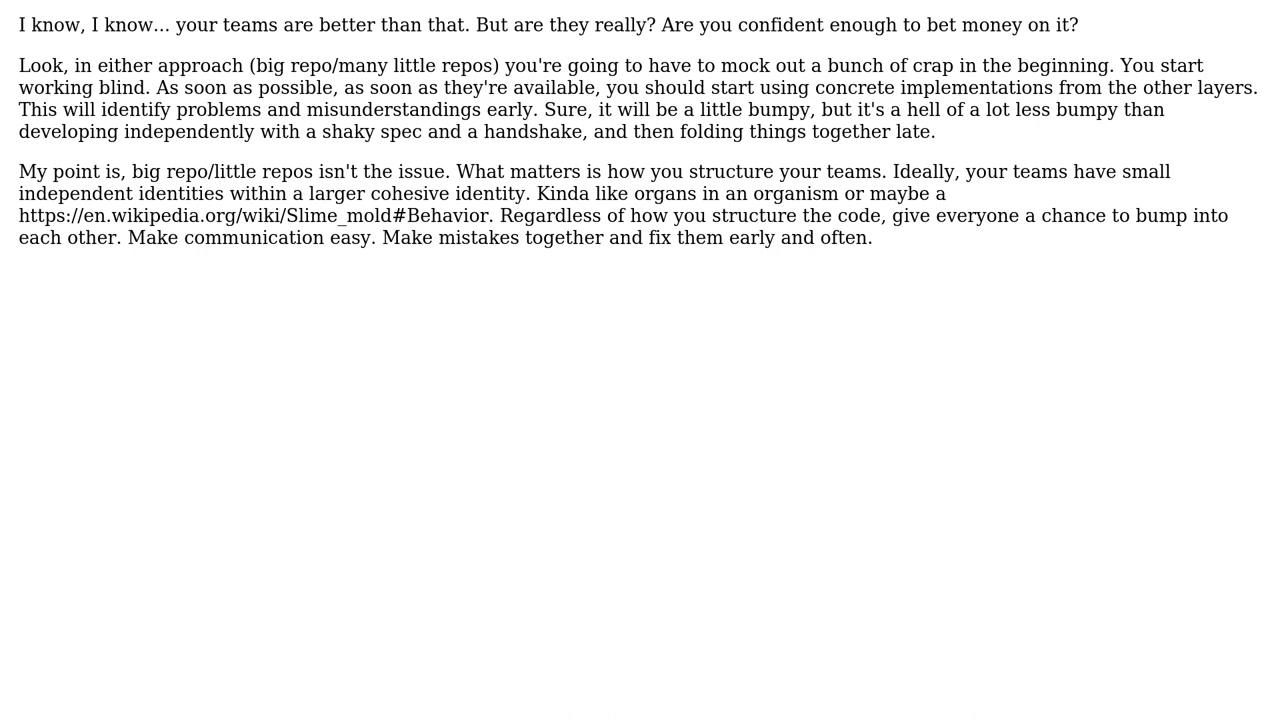 I know, I know... your teams are better than that. But are they really? Are you confident enough to bet money on it?
Look, in either approach (big repo/many little repos) you're going to have to mock out a bunch of crap in the beginning. You start
working blind. As soon as possible, as soon as they're available, you should start using concrete implementations from the other layers.
This will identify problems and misunderstandings early. Sure, it will be a little bumpy, but it's a hell of a lot less bumpy than
developing independently with a shaky spec and a handshake, and then folding things together late.
My point is, big repo/little repos isn't the issue. What matters is how you structure your teams. Ideally, your teams have small
independent identities within a larger cohesive identity. Kinda like organs in an organism or maybe a
https://en.wikipedia.org/wiki/Slime_mold#Behavior. Regardless of how you structure the code, give everyone a chance to bump into
each other. Make communication easy. Make mistakes together and fix them early and often.